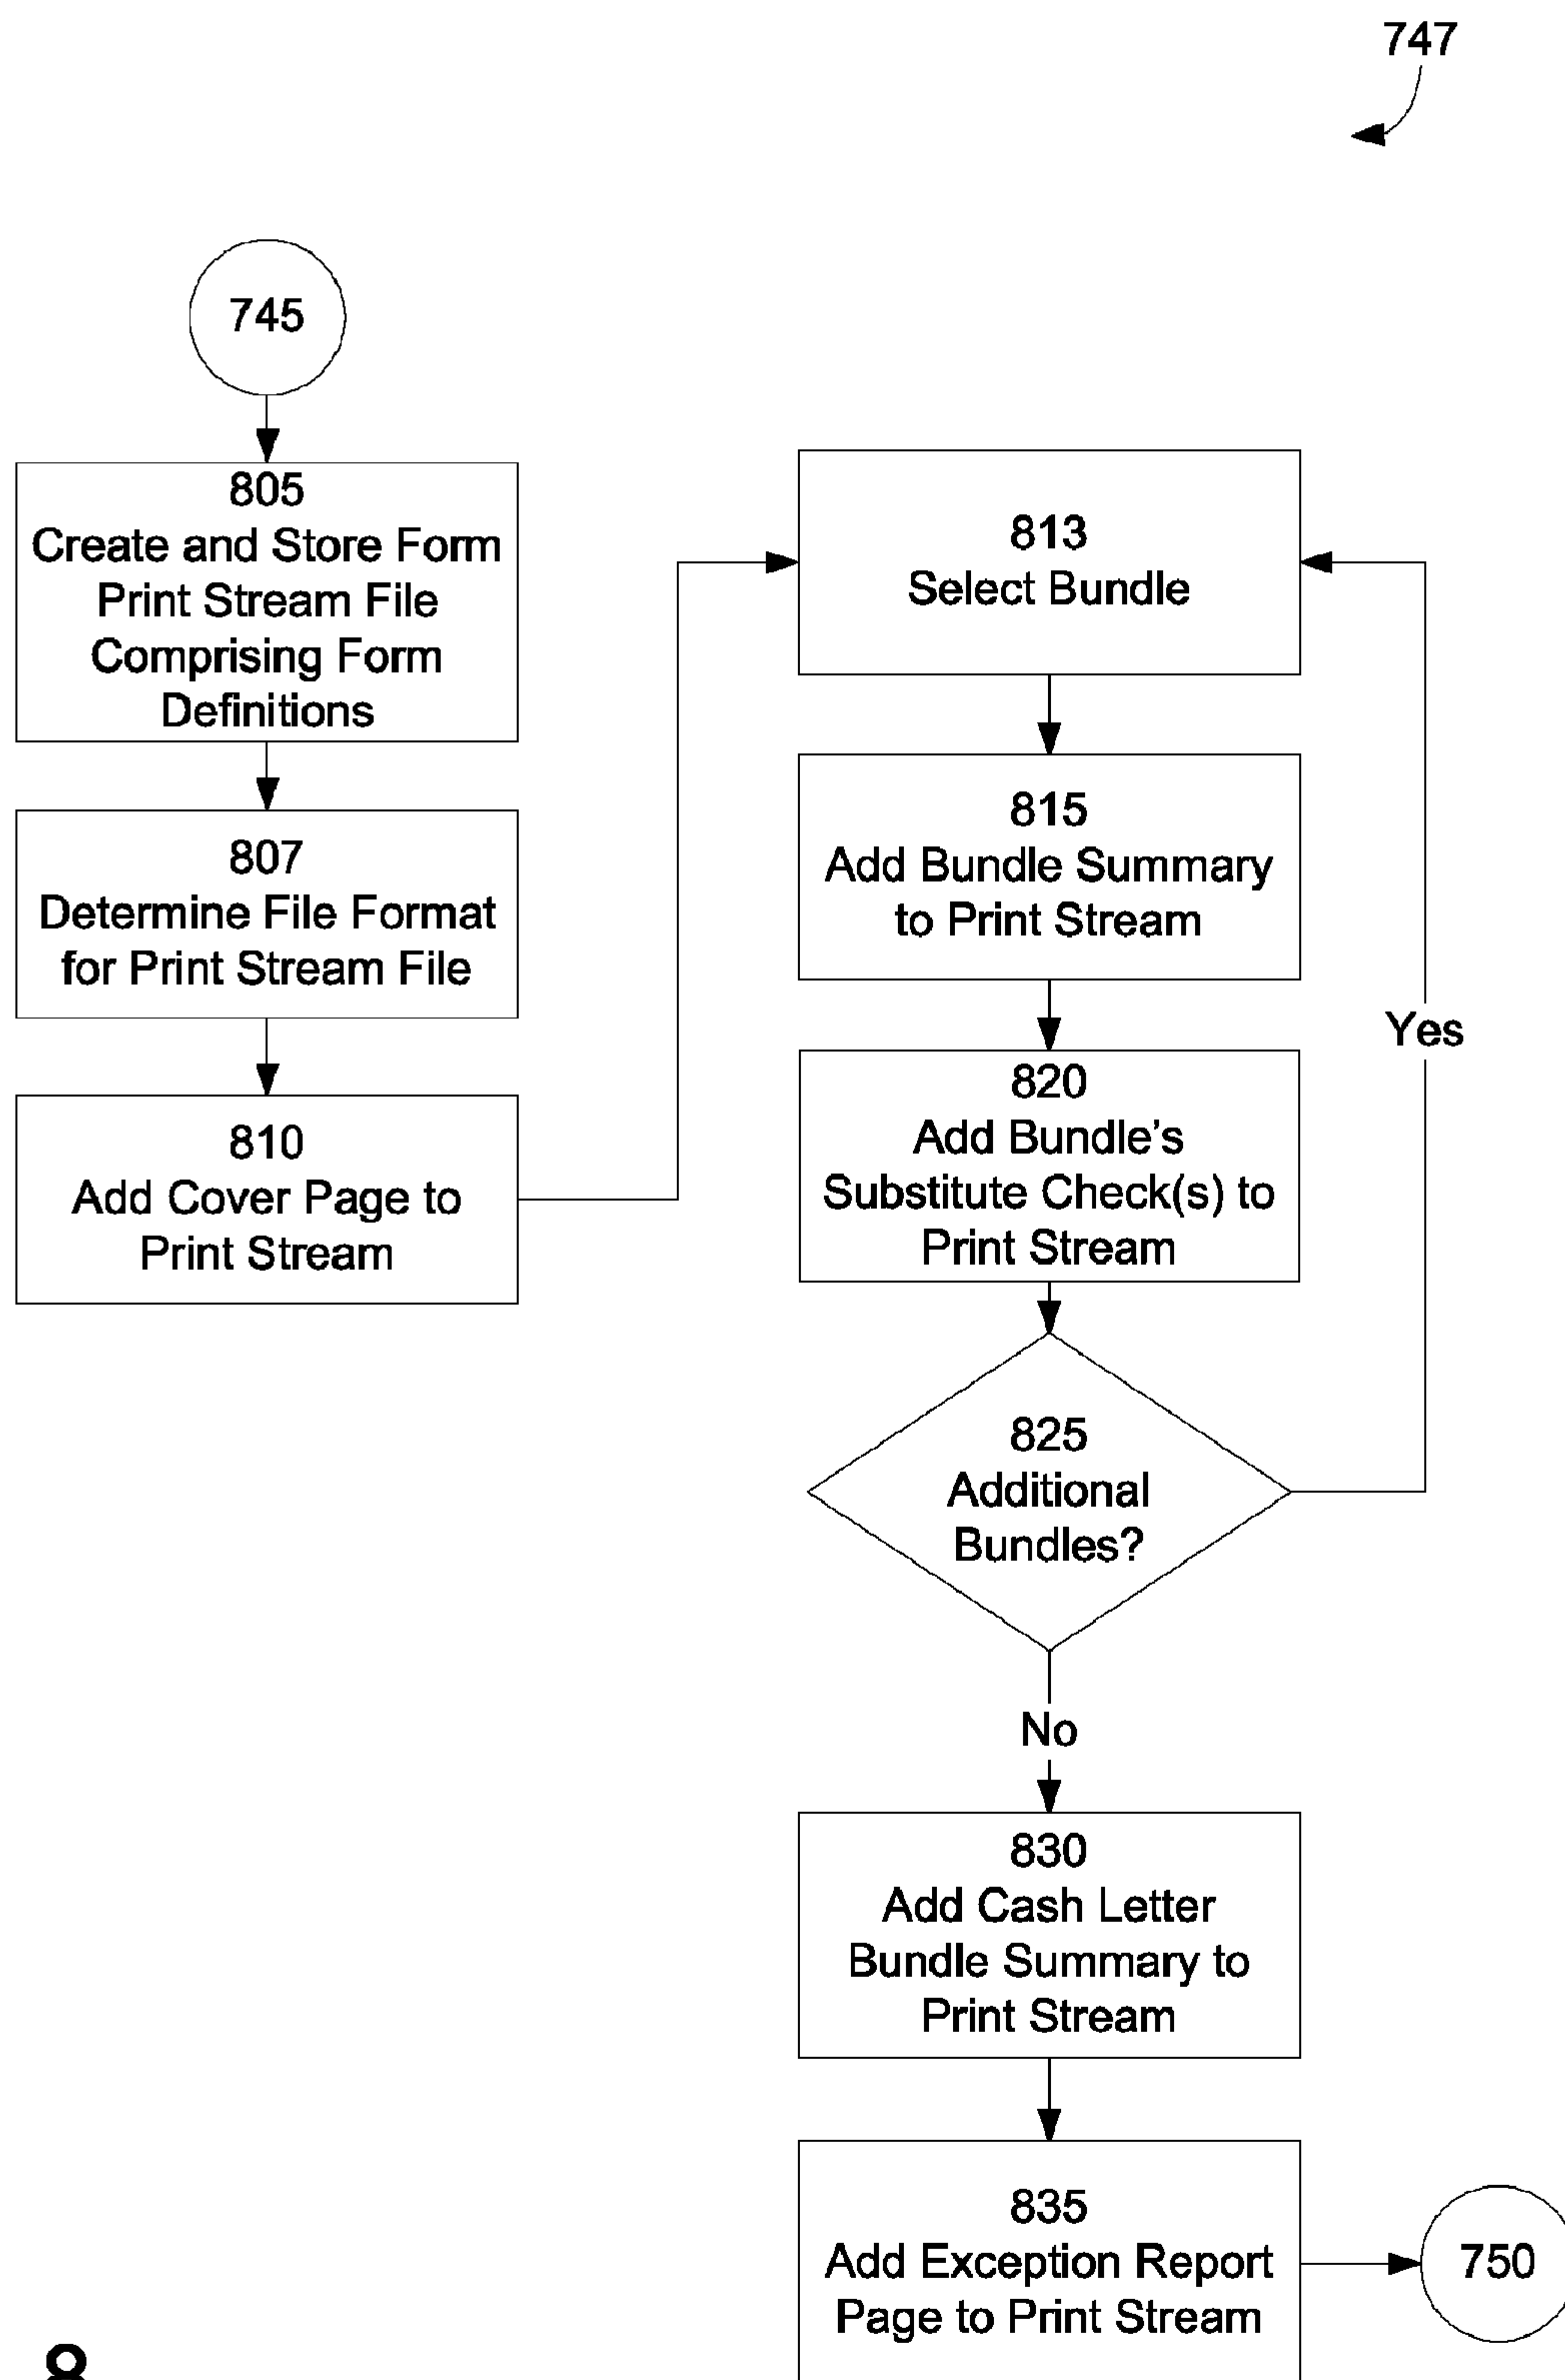 747
745
805
Create and Store Form
Print Stream File
Comprising Form
Definitions
807
Determine File Format
for Print Stream File
810
Add Cover Page to
Print Stream
813
Select Bundle
815
Add Bundle Summary
to Print Stream
820
Add Bundle's
Substitute Check(s) to
Print Stream
825
Additional
Bundles?
Yes
No
830
Add Cash Letter
Bundle Summary to
Print Stream
835
Add Exception Report
Page to Print Stream
750
8